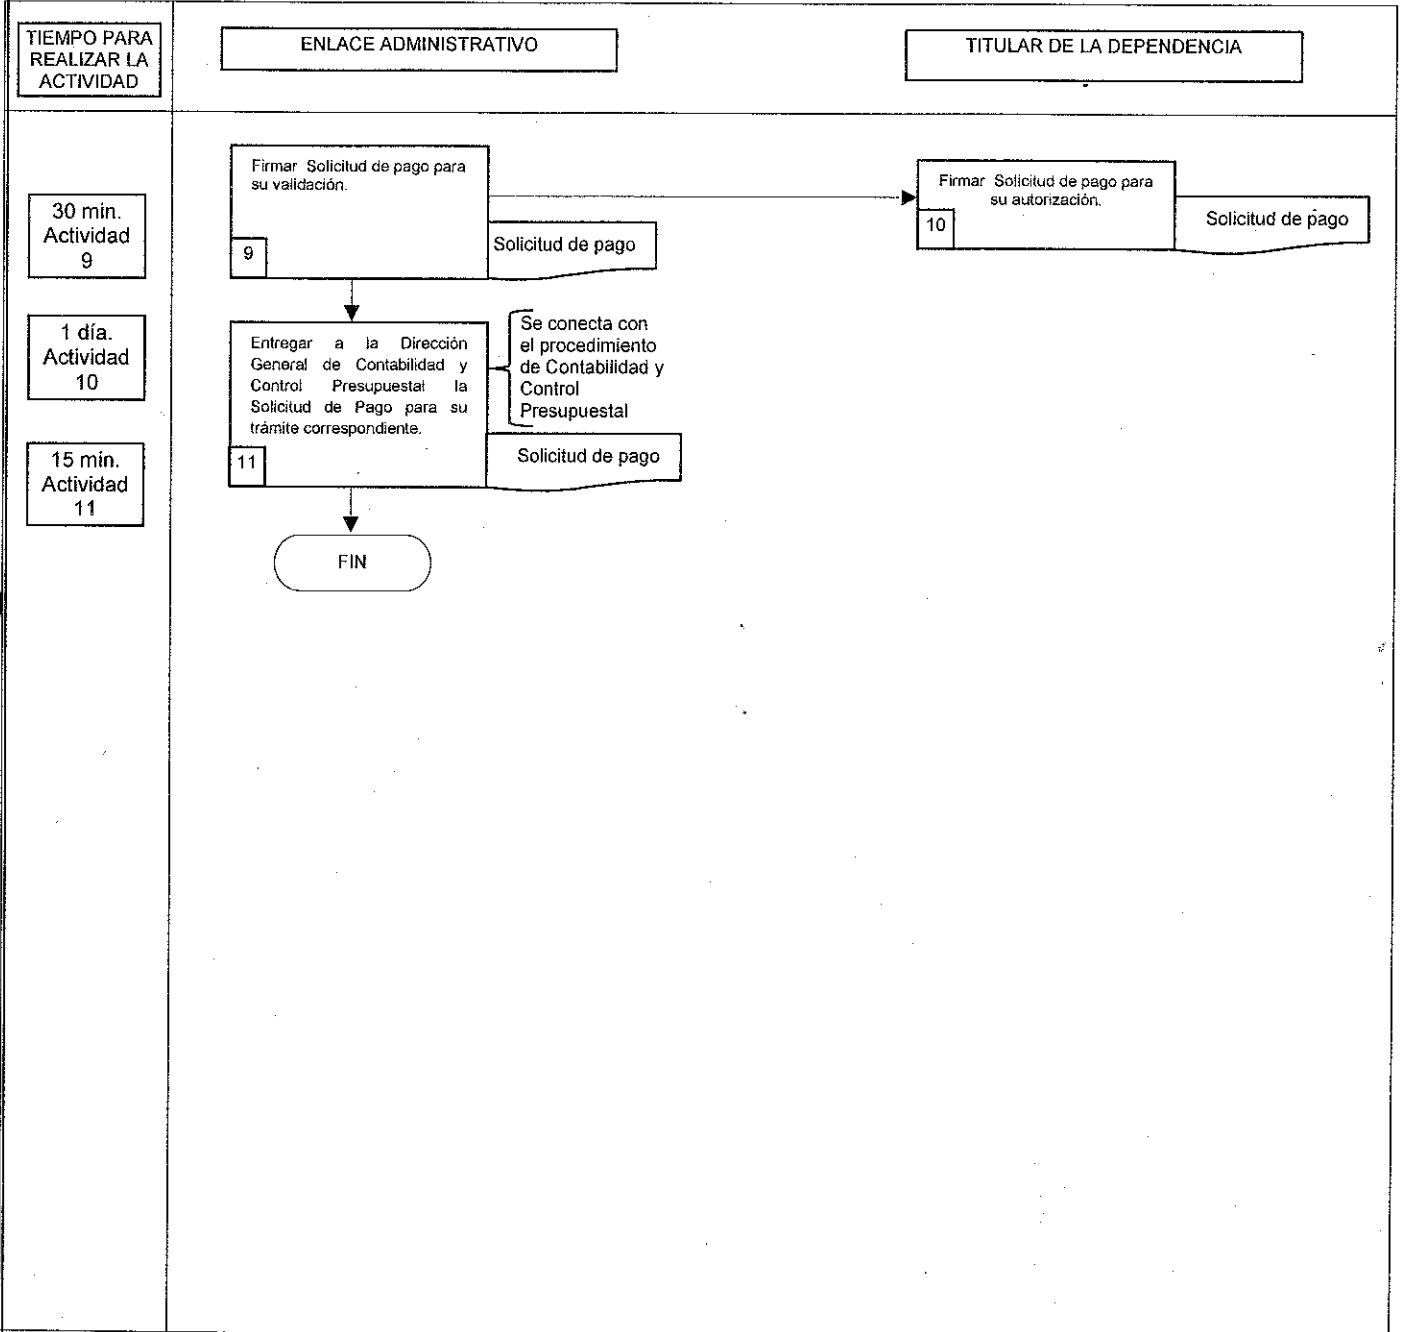 TIEMPO PARA
REALIZAR LA
ACTIVIDAD
ENLACE ADMINISTRATIVO
TITULAR DE LA DEPENDENCIA
30 min.
Actividad
9
Firmar Solicitud de pago para
su validación.
9
Solicitud de pago
Firmar Solicitud de pago para
su autorización.
10
Solicitud de pago
1 día.
Actividad
10
Entregar a la Dirección
General de Contabilidad y
Control Presupuestal la
Solicitud de Pago para su
trámite correspondiente.
11
Se conecta con
el procedimiento
de Contabilidad y
Control
Presupuestal
Solicitud de pago
15 min.
Actividad
11
FIN